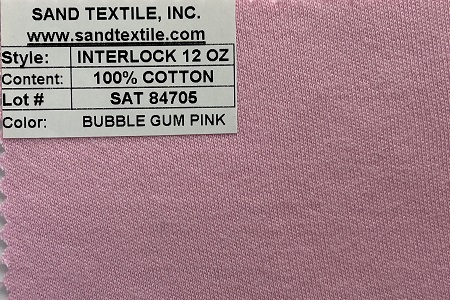 SAND TEXTILE, INC.
www.sandtextile.com
Style: INTERLOCK 12 OZ
Content: 100% COTTON
Lot # SAT 84705
Color: BUBBLE GUM PINK